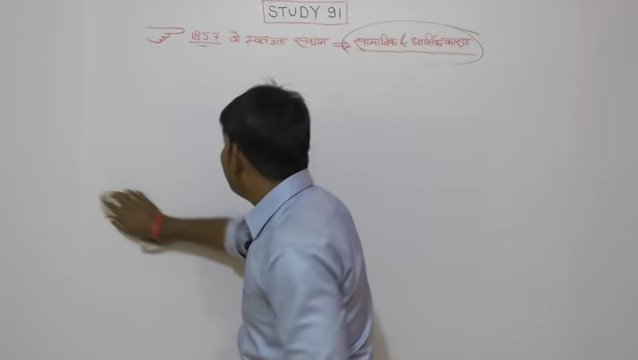 STUDY 91
1857 के स्वतंत्रता संग्राम ⇒ सामाजिक & धार्मिक कारण